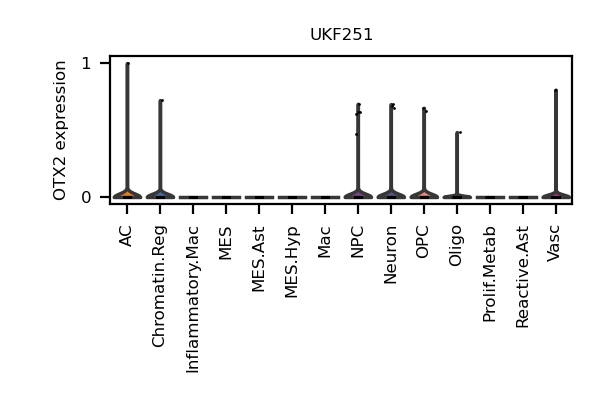 UKF251
OTX2 expression
1
0
AC
Chromatin.Reg
Inflammatory.Mac
MES
MES.Ast
MES.Hyp
Mac
NPC
Neuron
OPC
Oligo
Prolif.Metab
Reactive.Ast
Vasc